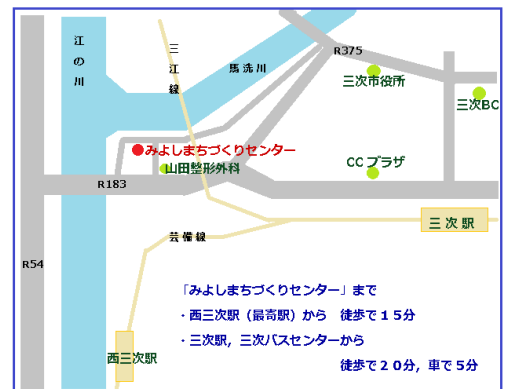 江の川
三江線
馬洗川
R375
三次市役所
三次BC
みよしまちづくりセンター
山田整形外科
CCプラザ
R183
三次駅
芸備線
R54
「みよしまちづくりセンター」まで
・西三次駅（最寄駅）から　徒歩で１５分
・三次駅，三次バスセンターから
徒歩で２０分，車で５分
西三次駅